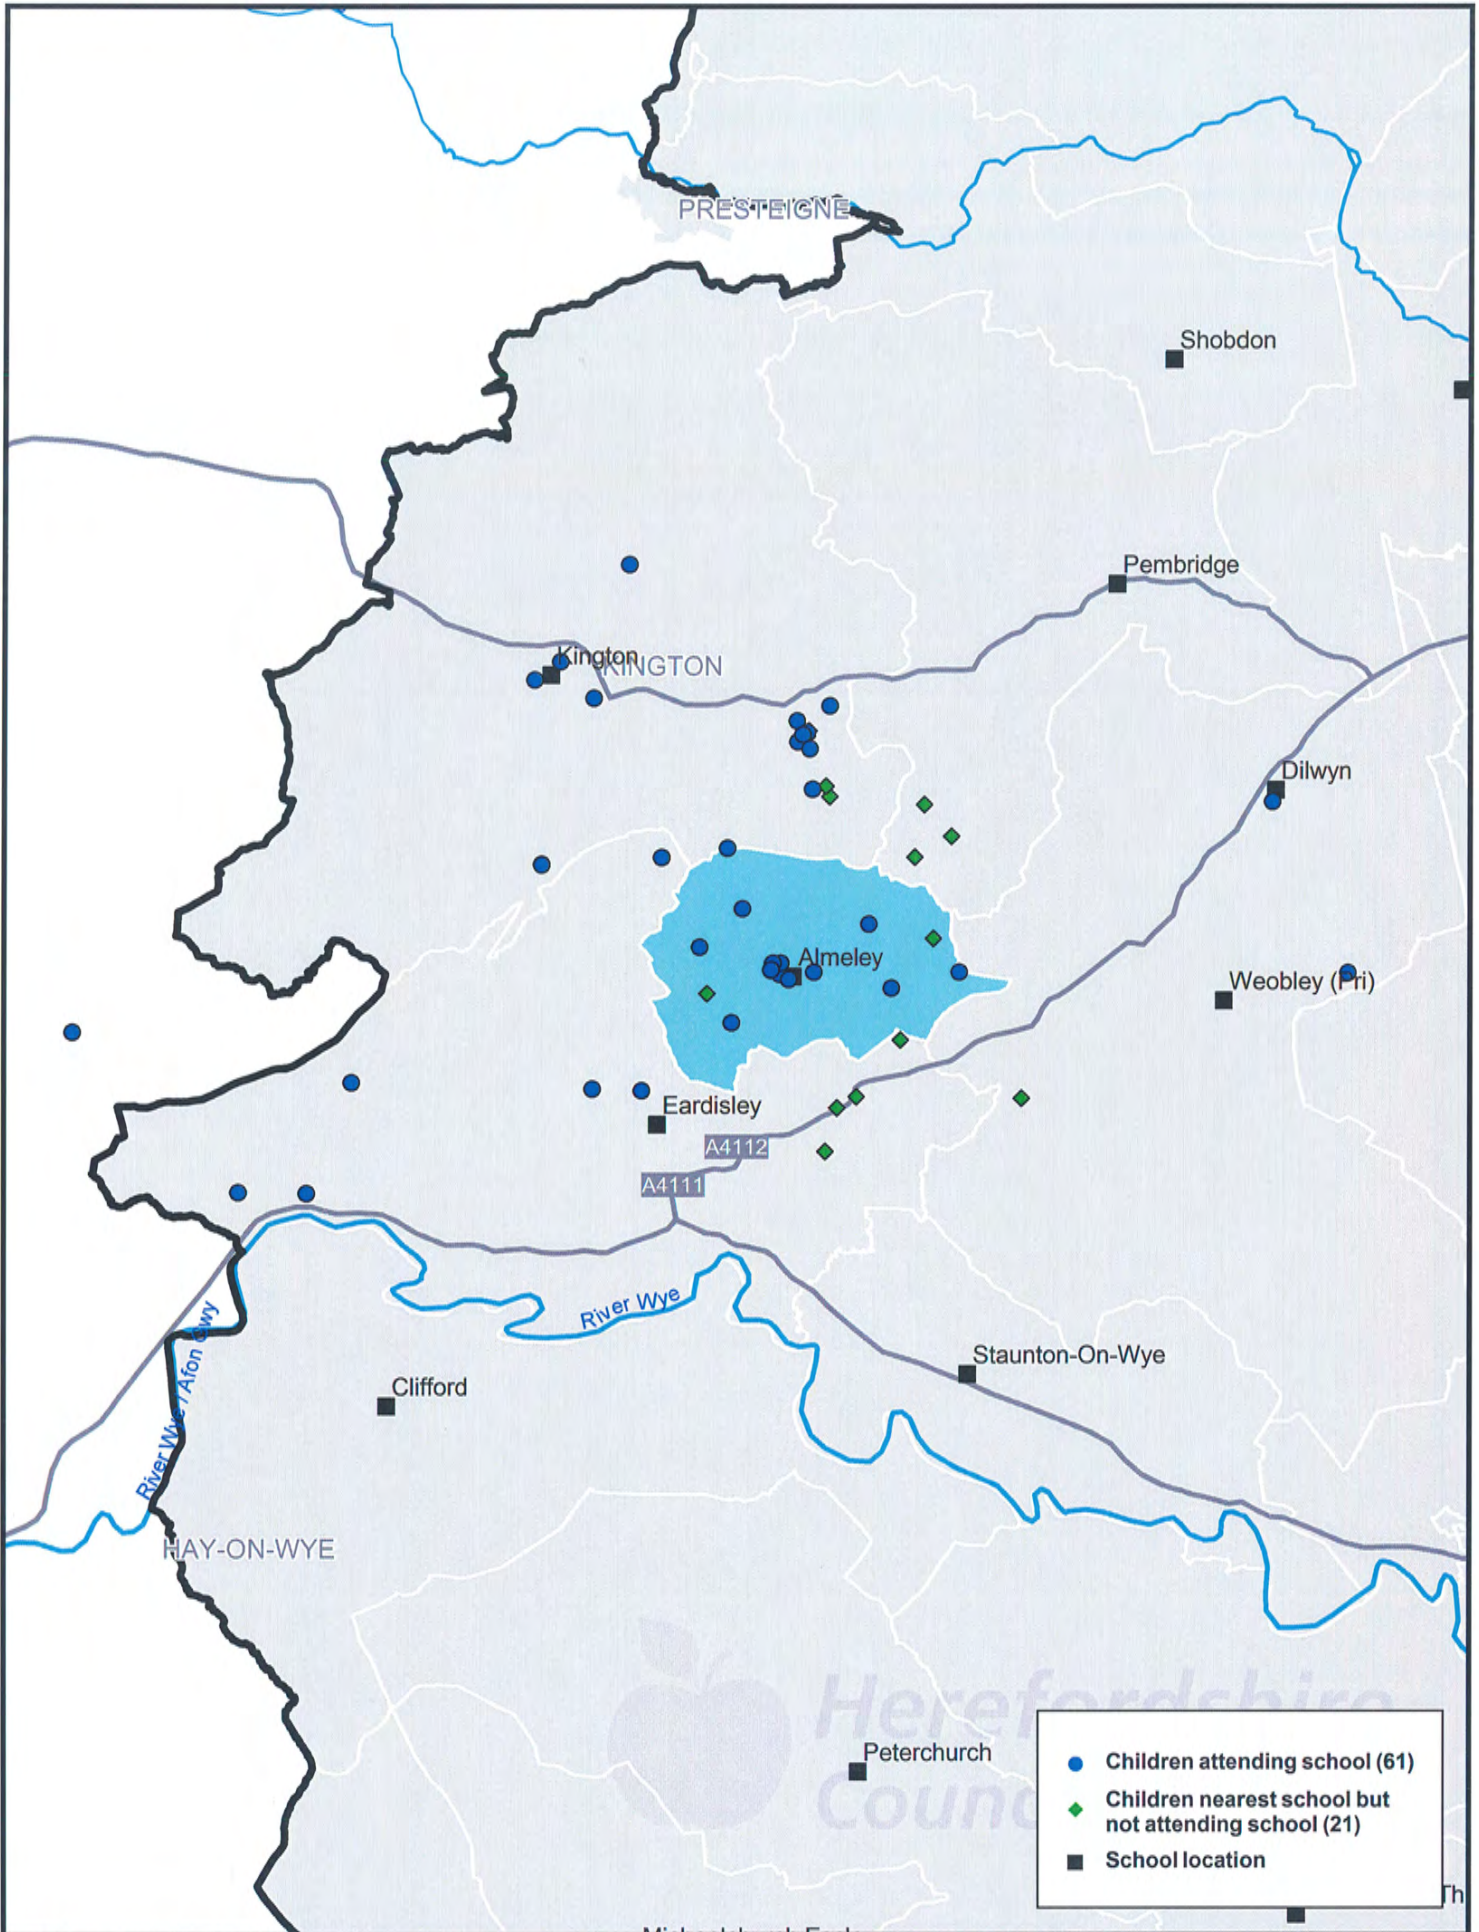 PRESTEIGNE
Shobdon
Pembridge
Kington
KINGTON
Dilwyn
Almeley
Weobley (Pri)
Eardisley
A4112
A4111
River Wye
River Wye / Afon Gwy
Staunton-On-Wye
Clifford
HAY-ON-WYE
Herefordshire
Peterchurch
Children attending school (61)
Children nearest school but
not attending school (21)
School location
Th